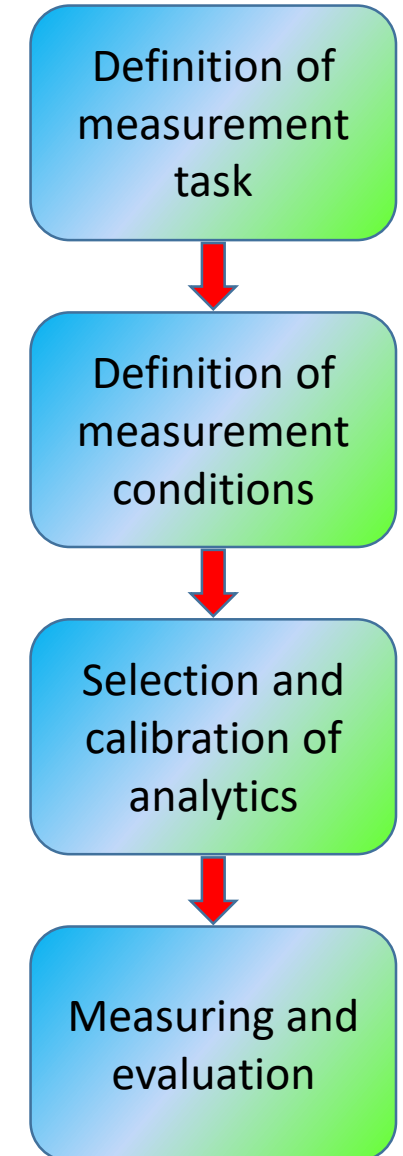 Definition of
measurement
task
Definition of
measurement
conditions
Selection and
calibration of
analytics
Measuring and
evaluation